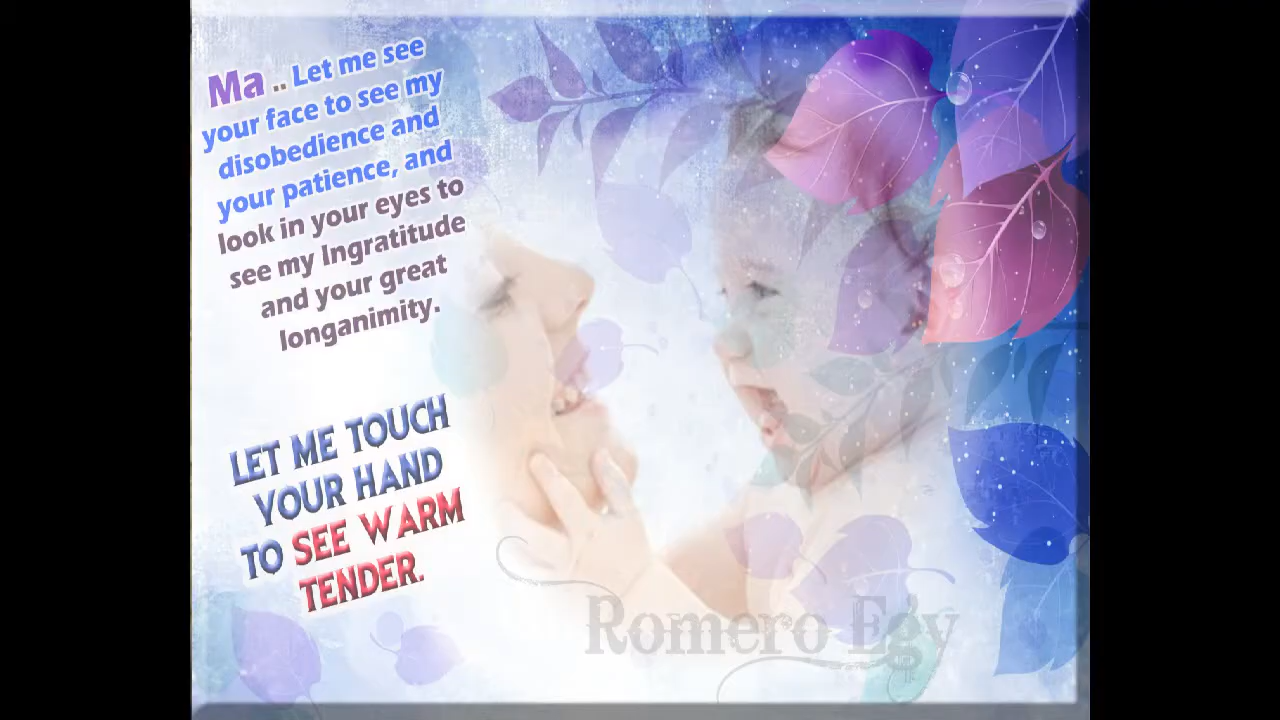 Ma .. Let me see
your face to see my
disobedience and
your patience, and
look in your eyes to
see my Ingratitude
and your great
longanimity.
LET ME TOUCH
YOUR HAND
TO SEE WARM
TENDER.
Romero Egy